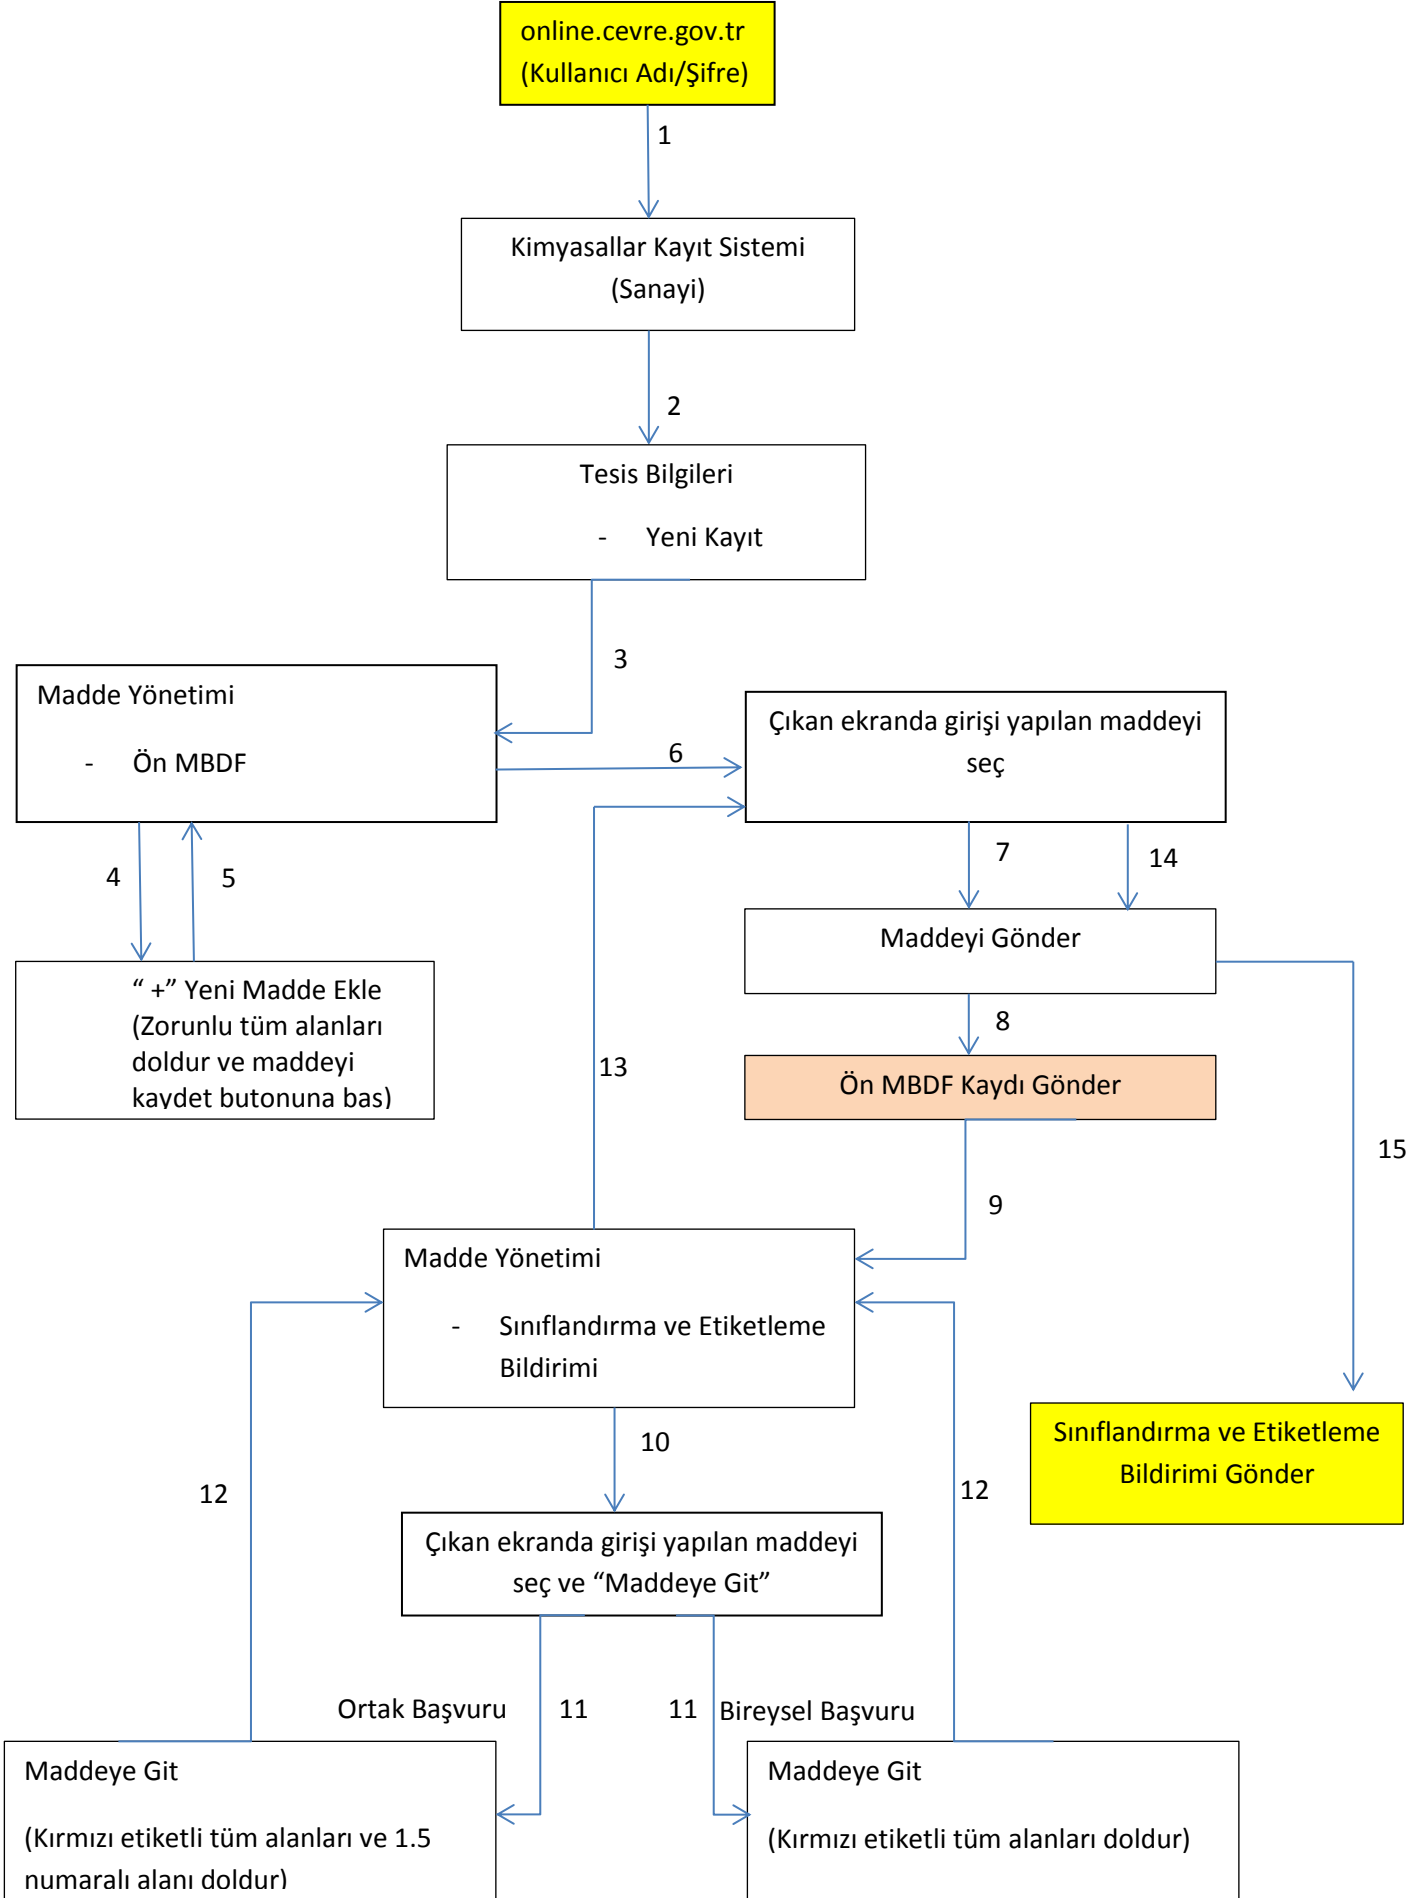 online.cevre.gov.tr
(Kullanıcı Adı/Şifre)
1
Kimyasallar Kayıt Sistemi
(Sanayi)
2
Tesis Bilgileri
- Yeni Kayıt
3
Madde Yönetimi
- Ön MBDF
6
Çıkan ekranda girişi yapılan maddeyi
seç
4
5
7
14
Maddeyi Gönder
“ +” Yeni Madde Ekle
(Zorunlu tüm alanları
doldur ve maddeyi
kaydet butonuna bas)
8
13
Ön MBDF Kaydı Gönder
15
9
Madde Yönetimi
- Sınıflandırma ve Etiketleme
Bildirimi
10
12
12
Sınıflandırma ve Etiketleme
Bildirimi Gönder
Çıkan ekranda girişi yapılan maddeyi
seç ve “Maddeye Git”
Ortak Başvuru
11
11
Bireysel Başvuru
Maddeye Git
(Kırmızı etiketli tüm alanları ve 1.5
numaralı alanı doldur)
Maddeye Git
(Kırmızı etiketli tüm alanları doldur)